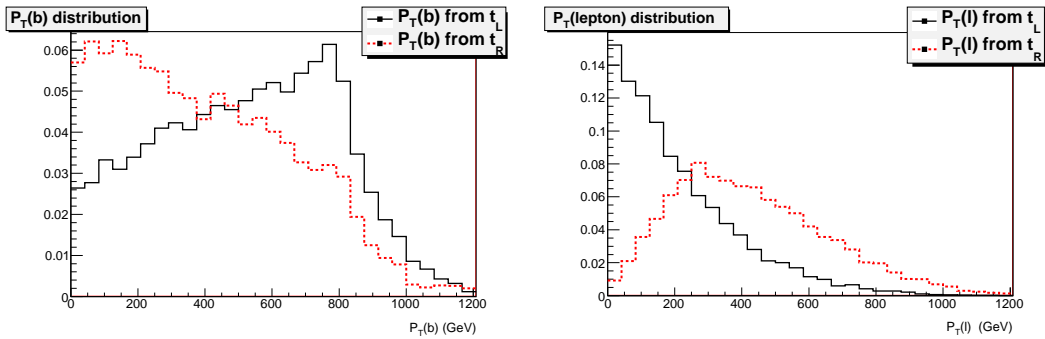 P_T(b) distribution
P_T(b) from t_L
P_T(b) from t_R
0.06
0.05
0.04
0.03
0.02
0.01
0
0 200 400 600 800 1000 1200
P_T(b) (GeV)
P_T(lepton) distribution
P_T(l) from t_L
P_T(l) from t_R
0.14
0.12
0.1
0.08
0.06
0.04
0.02
0
0 200 400 600 800 1000 1200
P_T(l) (GeV)